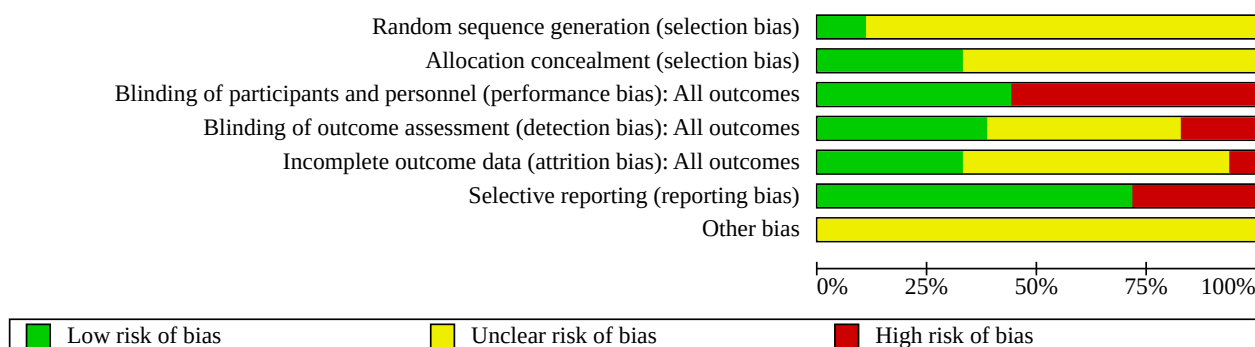 Random sequence generation (selection bias)
Allocation concealment (selection bias)
Blinding of participants and personnel (performance bias): All outcomes
Blinding of outcome assessment (detection bias): All outcomes
Incomplete outcome data (attrition bias): All outcomes
Selective reporting (reporting bias)
Other bias
0% 25% 50% 75% 100%
Low risk of bias Unclear risk of bias High risk of bias